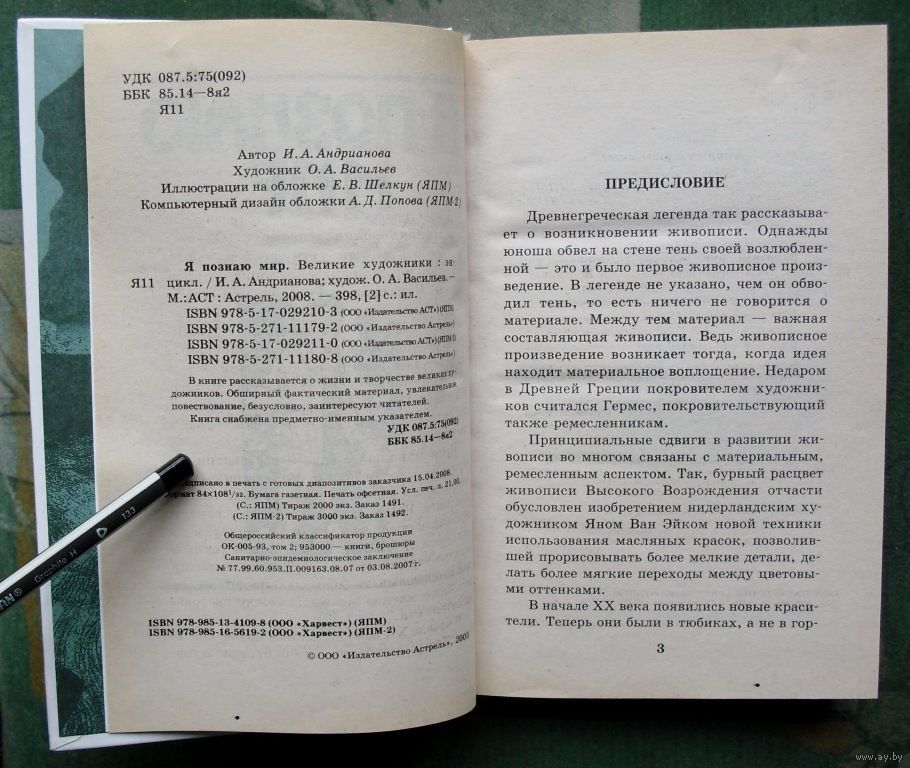 УДК 087.5:75(092)
ББК 85.14—8я2
Я11
Автор И. А. Андрианова
Художник О. А. Васильев
Иллюстрации на обложке Е. В. Шелкун (ЯПМ)
Компьютерный дизайн обложки А. Д. Попова (ЯПМ-2)
Я познаю мир. Великие художники : эн-
Я11 цикл. / И. А. Андрианова; худож. О. А. Васильев. —
М.:АСТ : Астрель, 2008. — 398, [2] с.: ил.
ISBN 978-5-17-029210-3 (ООО «Издательство АСТ») (ЯПМ)
ISBN 978-5-271-11179-2 (ООО «Издательство Астрель»)
ISBN 978-5-17-029211-0 (ООО «Издательство АСТ») (ЯПМ-2)
ISBN 978-5-271-11180-8 (ООО «Издательство Астрель»)
В книге рассказывается о жизни и творчестве великих ху-
дожников. Обширный фактический материал, увлекательное
повествование, безусловно, заинтересуют читателей.
Книга снабжена предметно-именным указателем.
УДК 087.5:75(092)
ББК 85.14—8я2
Подписано в печать с готовых диапозитивов заказчика 15.04.2008.
Формат 84×108¹/32. Бумага газетная. Печать офсетная. Усл. печ. л. 21,00.
(С.: ЯПМ) Тираж 2000 экз. Заказ 1491.
(С.: ЯПМ-2) Тираж 3000 экз. Заказ 1492.
Общероссийский классификатор продукции
ОК-005-93, том 2; 953000 — книги, брошюры
Санитарно-эпидемиологическое заключение
№ 77.99.60.953.П.009163.08.07 от 03.08.2007 г.
ISBN 978-985-13-4109-8 (ООО «Харвест») (ЯПМ)
ISBN 978-985-16-5619-2 (ООО «Харвест») (ЯПМ-2)
© ООО «Издательство Астрель», 2005
Graphite H 133
ПРЕДИСЛОВИЕ
Древнегреческая легенда так рассказыва-
ет о возникновении живописи. Однажды
юноша обвел на стене тень своей возлюблен-
ной — это и было первое живописное произ-
ведение. В легенде не указано, чем он обво-
дил тень, то есть ничего не говорится о
материале. Между тем материал — важная
составляющая живописи. Ведь живописное
произведение возникает тогда, когда идея
находит материальное воплощение. Недаром
в Древней Греции покровителем художни-
ков считался Гермес, покровительствующий
также ремесленникам.
Принципиальные сдвиги в развитии жи-
вописи во многом связаны с материальным,
ремесленным аспектом. Так, бурный расцвет
живописи Высокого Возрождения отчасти
обусловлен изобретением нидерландским ху-
дожником Яном Ван Эйком новой техники
использования масляных красок, позволив-
шей прорисовывать более мелкие детали, де-
лать более мягкие переходы между цветовы-
ми оттенками.
В начале XX века появились новые краси-
тели. Теперь они были в тюбиках, а не в гор-
3
www.ay.by